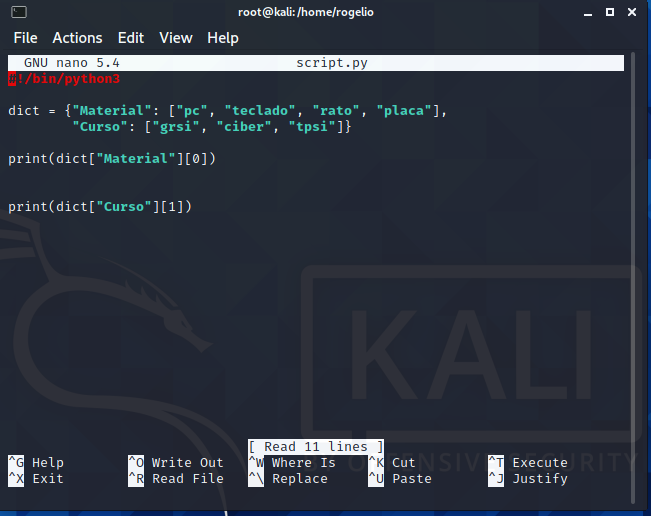 root@kali: /home/rogelio
File Actions Edit View Help
GNU nano 5.4 script.py
#!/bin/python3
dict = {"Material": ["pc", "teclado", "rato", "placa"],
"Curso": ["grsi", "ciber", "tpsi"]}
print(dict["Material"][0])
print(dict["Curso"][1])
KALI
[ Read 11 lines ]
^G Help ^O Write Out ^W Where Is ^K Cut ^T Execute
^X Exit ^R Read File ^\ Replace ^U Paste ^J Justify
OFFENSIVE SECURITY